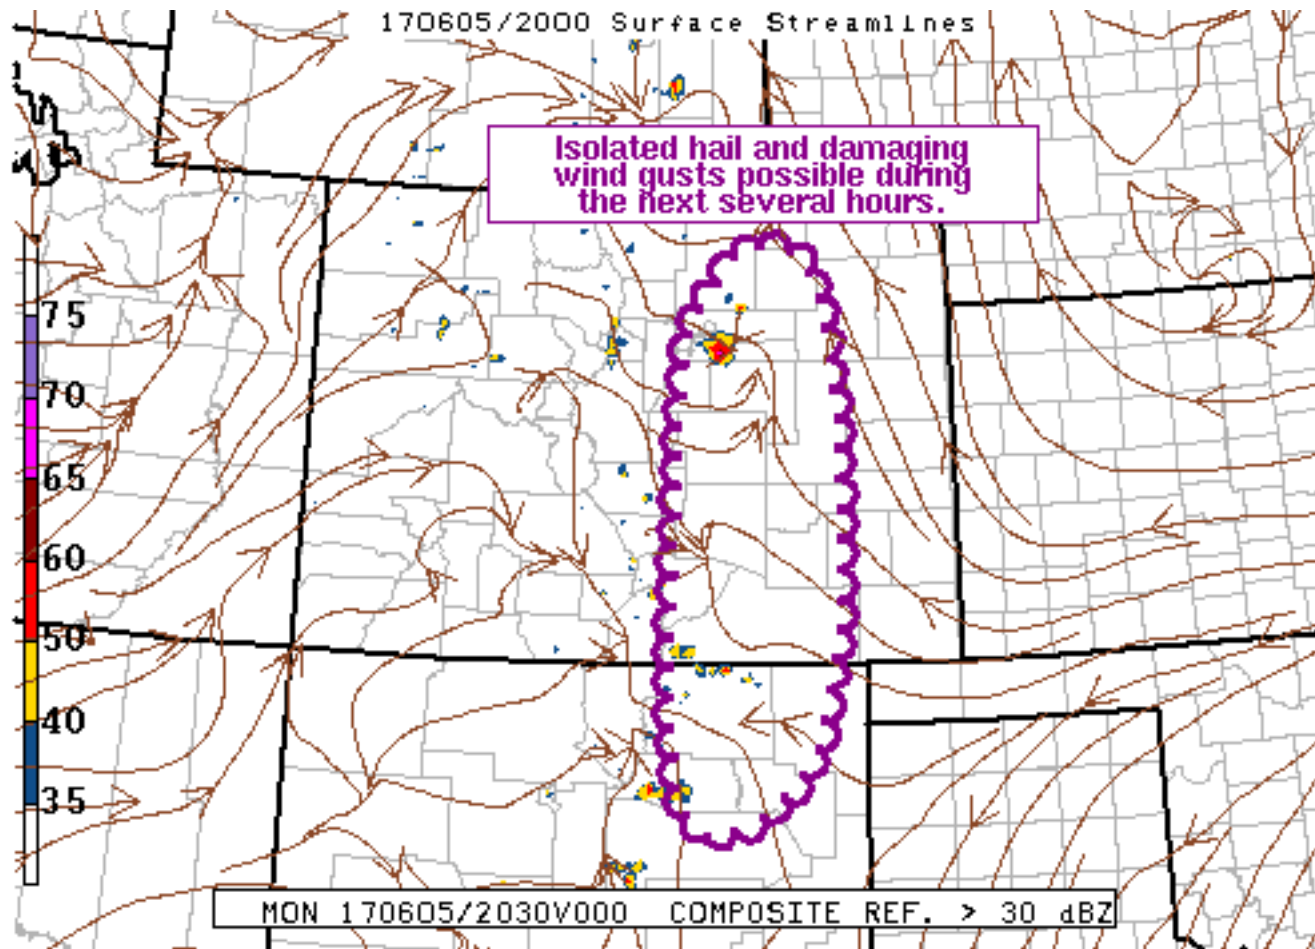 170605/2000 Surface Streamlines
Isolated hail and damaging
wind gusts possible during
the next several hours.
75
70
65
60
50
40
35
MON 170605/2030V000 COMPOSITE REF. > 30 dBZ